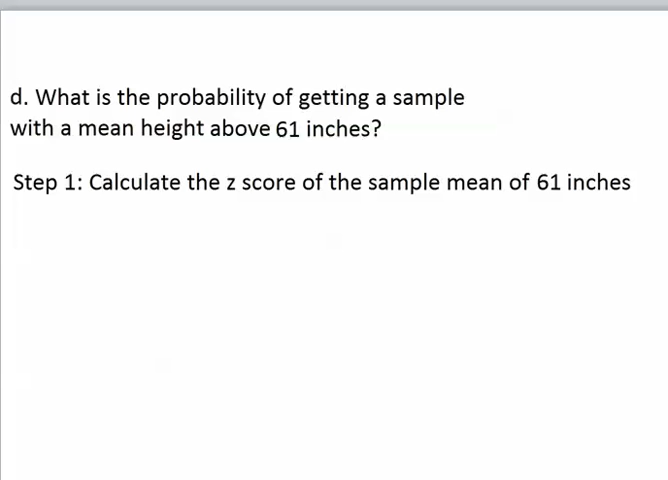 d. What is the probability of getting a sample
with a mean height above 61 inches?
Step 1: Calculate the z score of the sample mean of 61 inches